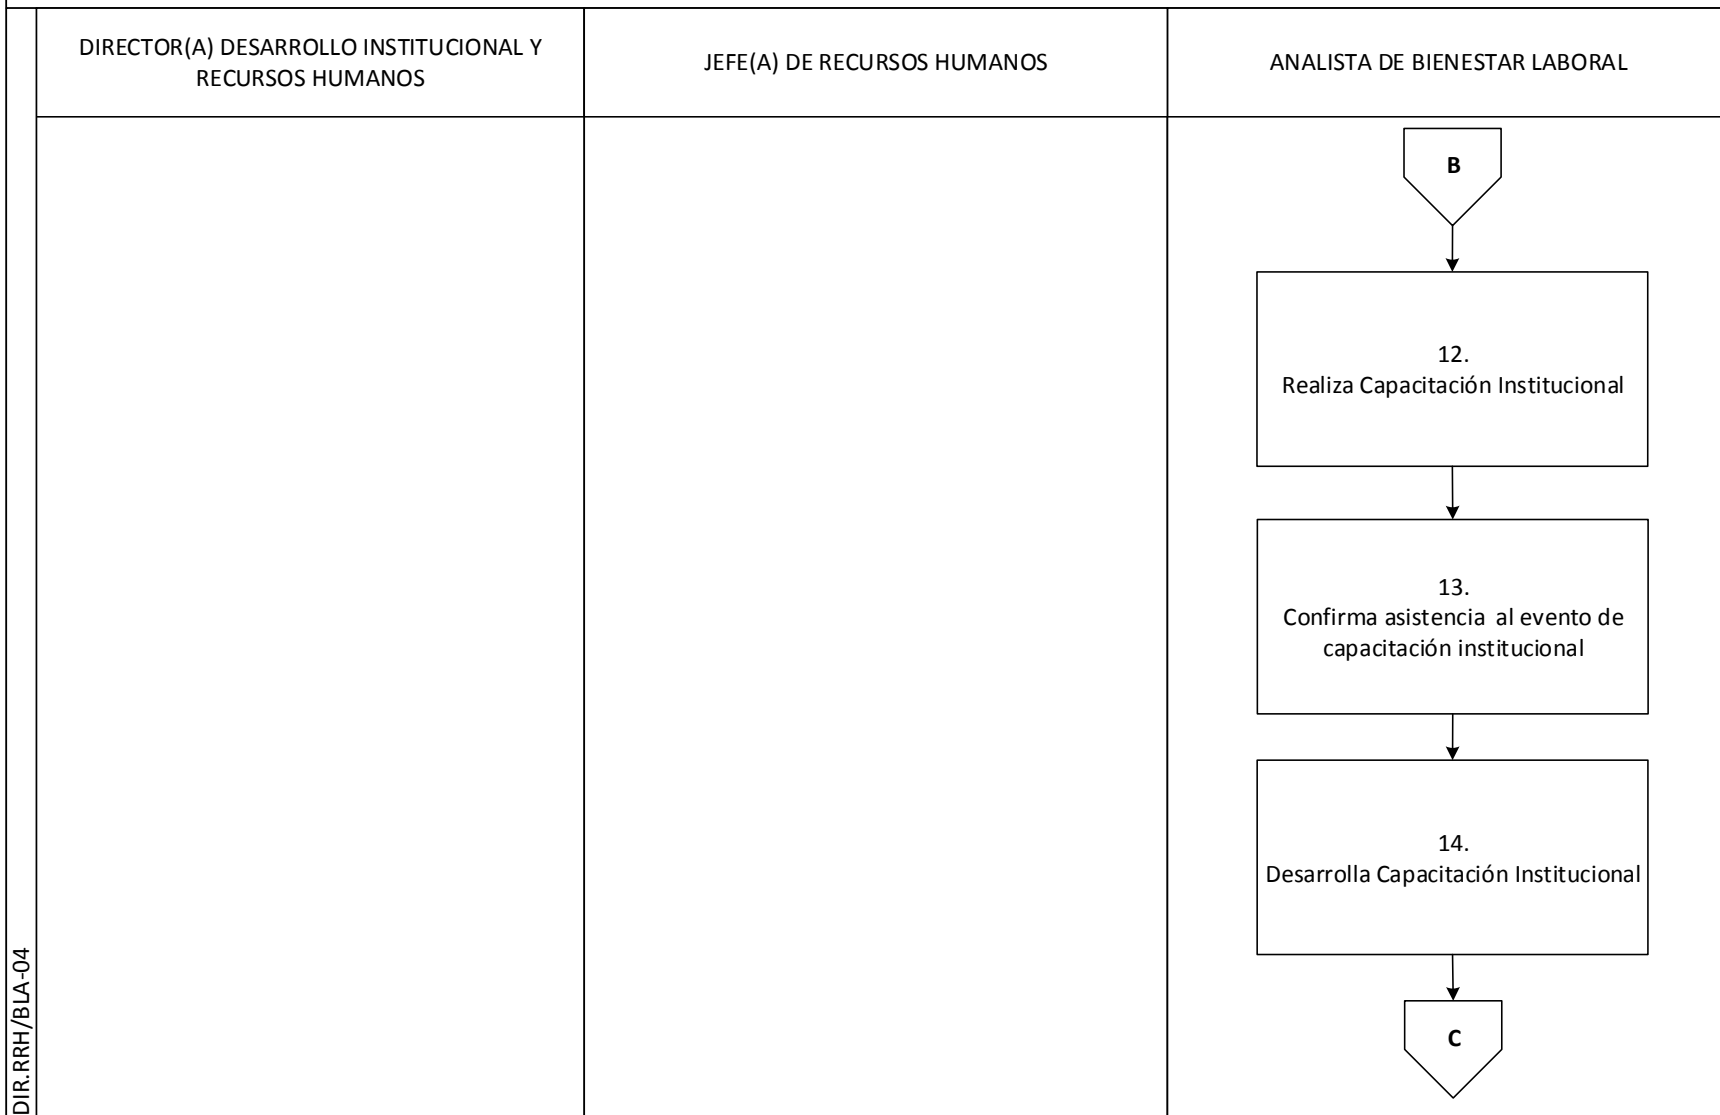 DIRECTOR(A) DESARROLLO INSTITUCIONAL Y
RECURSOS HUMANOS
JEFE(A) DE RECURSOS HUMANOS
ANALISTA DE BIENESTAR LABORAL
B
12.
Realiza Capacitación Institucional
13.
Confirma asistencia al evento de
capacitación institucional
14.
Desarrolla Capacitación Institucional
C
DIR.RRH/BLA-04